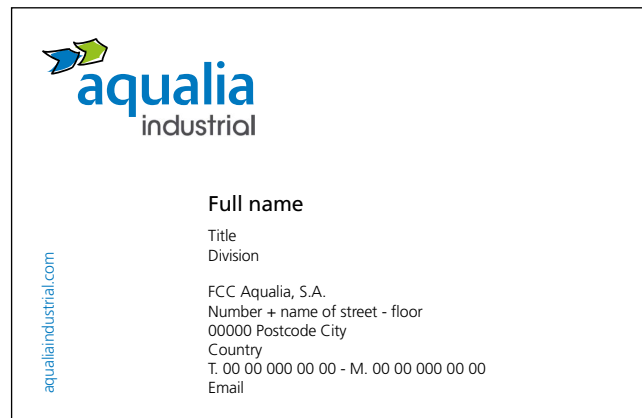 aqualia
industrial
Full name
Title
Division
FCC Aqualia, S.A.
Number + name of street - floor
00000 Postcode City
Country
T. 00 00 000 00 00 - M. 00 00 000 00 00
Email
aqualiaindustrial.com